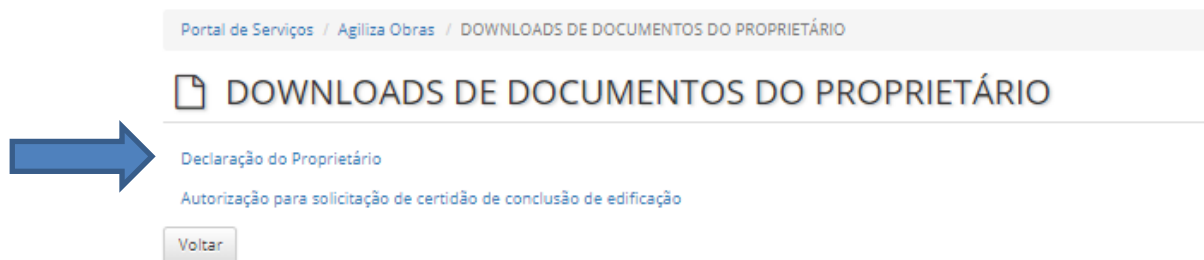 Portal de Serviços / Agiliza Obras / DOWNLOADS DE DOCUMENTOS DO PROPRIETÁRIO
DOWNLOADS DE DOCUMENTOS DO PROPRIETÁRIO
Declaração do Proprietário
Autorização para solicitação de certidão de conclusão de edificação
Voltar